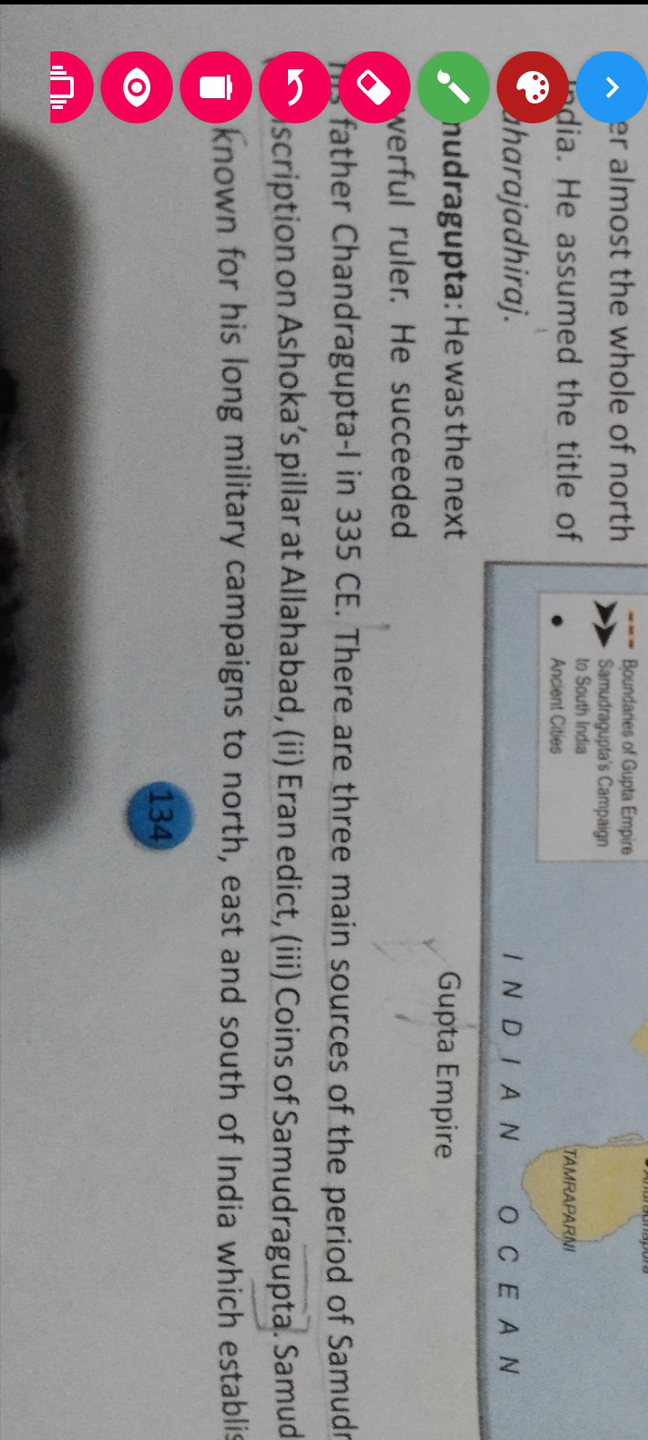 er almost the whole of north
India. He assumed the title of
aharajadhiraj.
nudragupta: He was the next
werful ruler. He succeeded
his father Chandragupta-I in 335 CE. There are three main sources of the period of Samudr
scription on Ashoka's pillar at Allahabad, (ii) Eran edict, (iii) Coins of Samudragupta. Samud
known for his long military campaigns to north, east and south of India which establis
Boundaries of Gupta Empire
Samudragupta's Campaign
to South India
Ancient Cities
TAMRAPARNI
INDIAN OCEAN
Gupta Empire
134